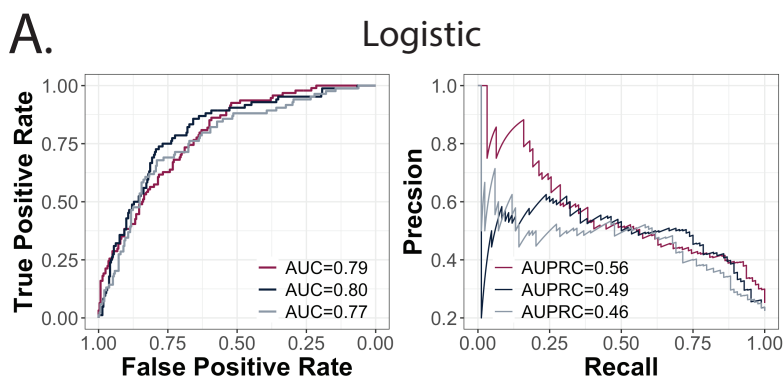 A.
Logistic
True Positive Rate
1.00
0.75
0.50
0.25
0.00
AUC=0.79
AUC=0.80
AUC=0.77
1.00 0.75 0.50 0.25 0.00
False Positive Rate
Precsion
1.0
0.8
0.6
0.4
0.2
AUPRC=0.56
AUPRC=0.49
AUPRC=0.46
0.00 0.25 0.50 0.75 1.00
Recall